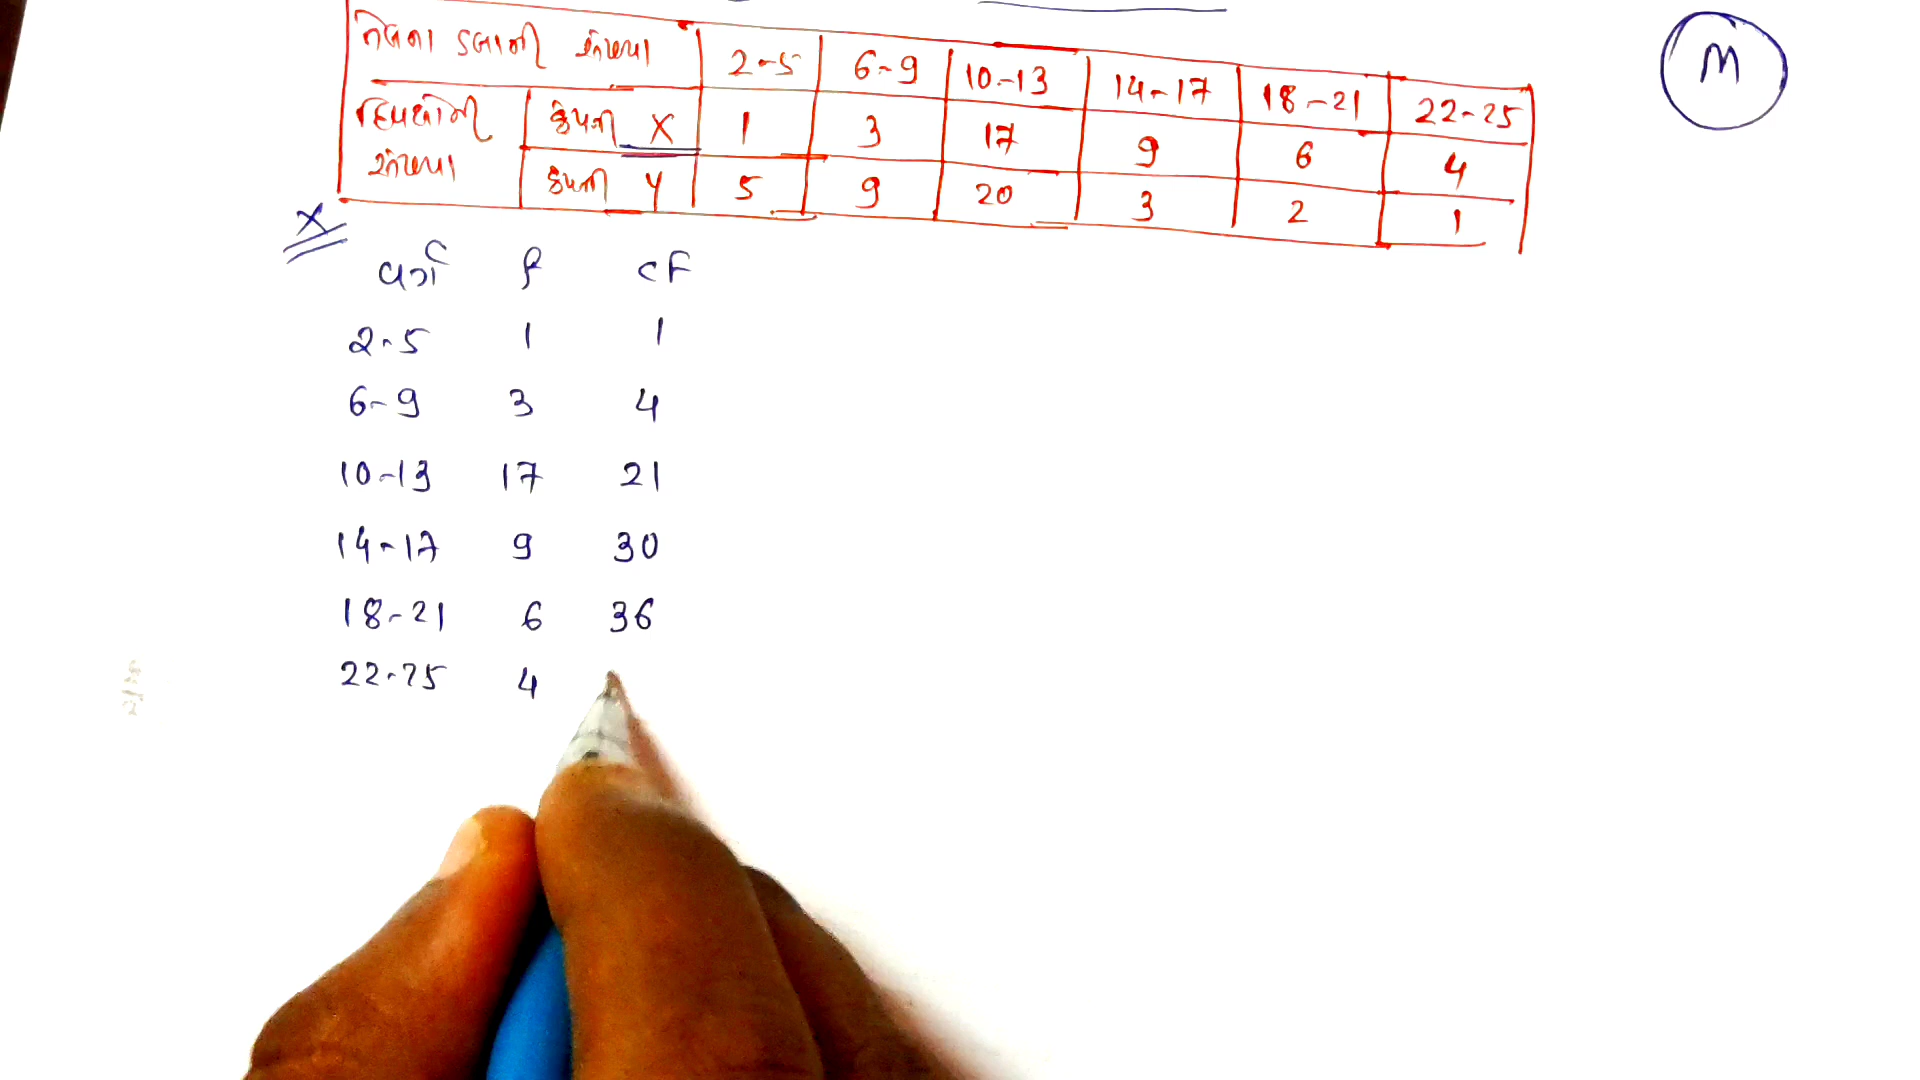 તેલના ડબાની સંખ્યા 2-5 6-9 10-13 14-17 18-21 22-25
કંપની X 1 3 17 9 6 4
સંખ્યા કંપની Y 5 9 20 3 2 1
M
X
વર્ગ f cF
2-5 1 1
6-9 3 4
10-13 17 21
14-17 9 30
18-21 6 36
22-25 4